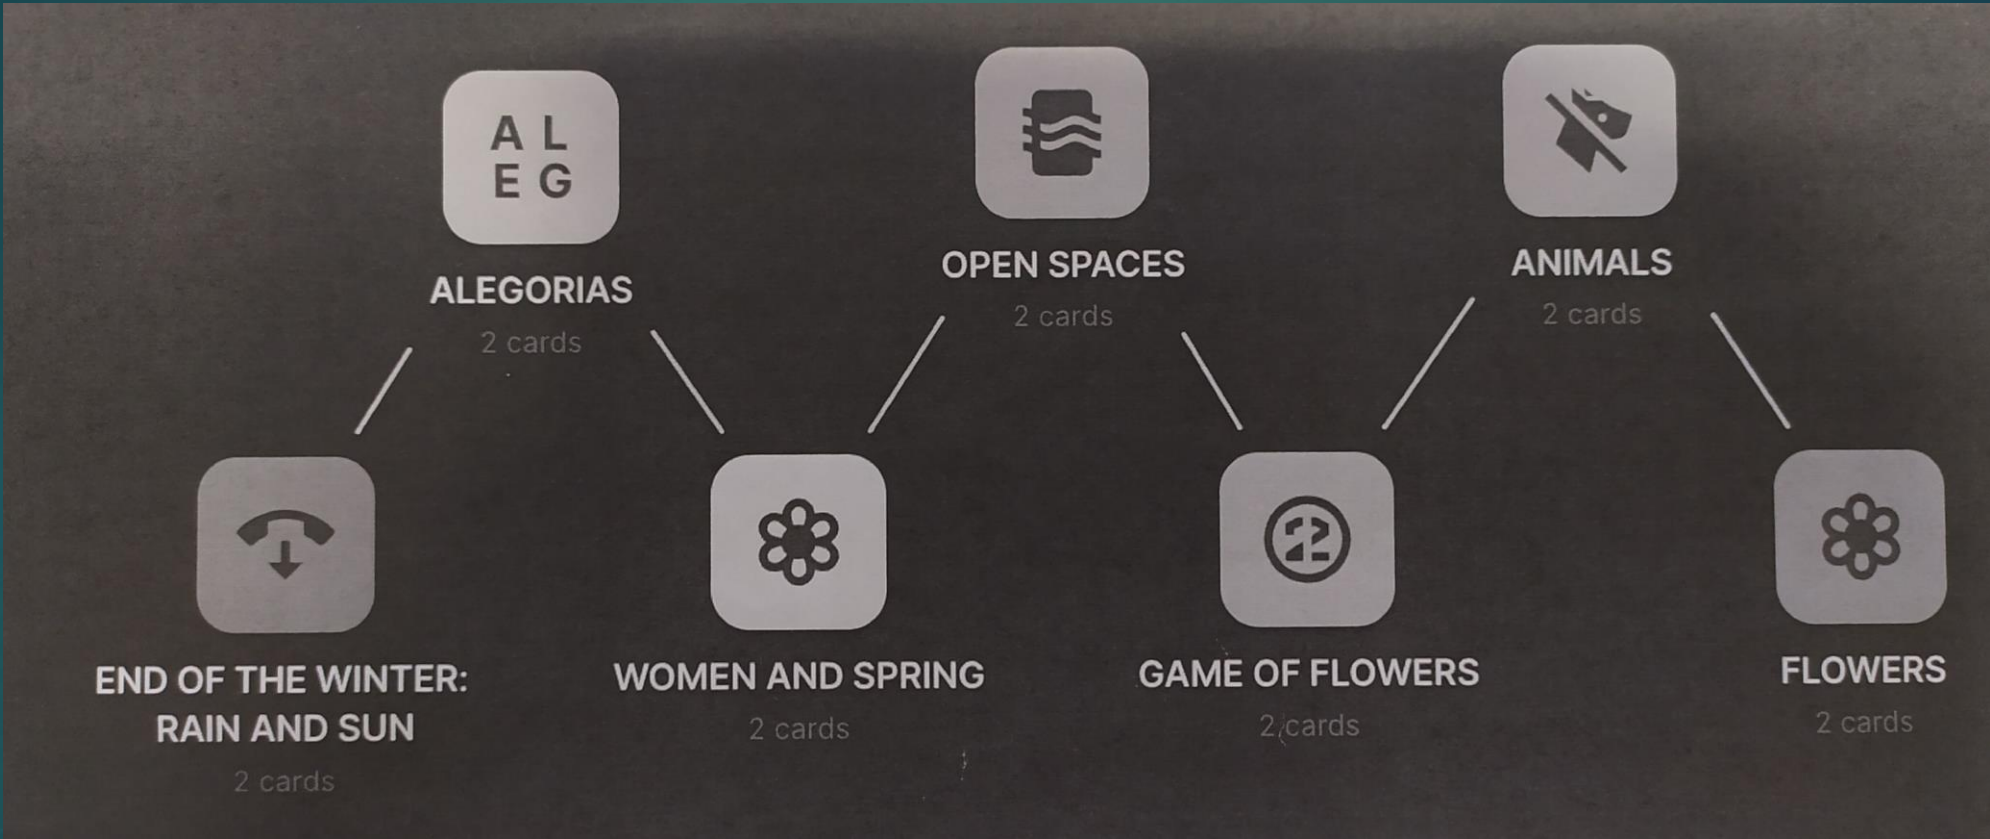 A L
E G
ALEGORIAS
2 cards
OPEN SPACES
2 cards
ANIMALS
2 cards
END OF THE WINTER:
RAIN AND SUN
2 cards
WOMEN AND SPRING
2 cards
2
GAME OF FLOWERS
2 cards
FLOWERS
2 cards